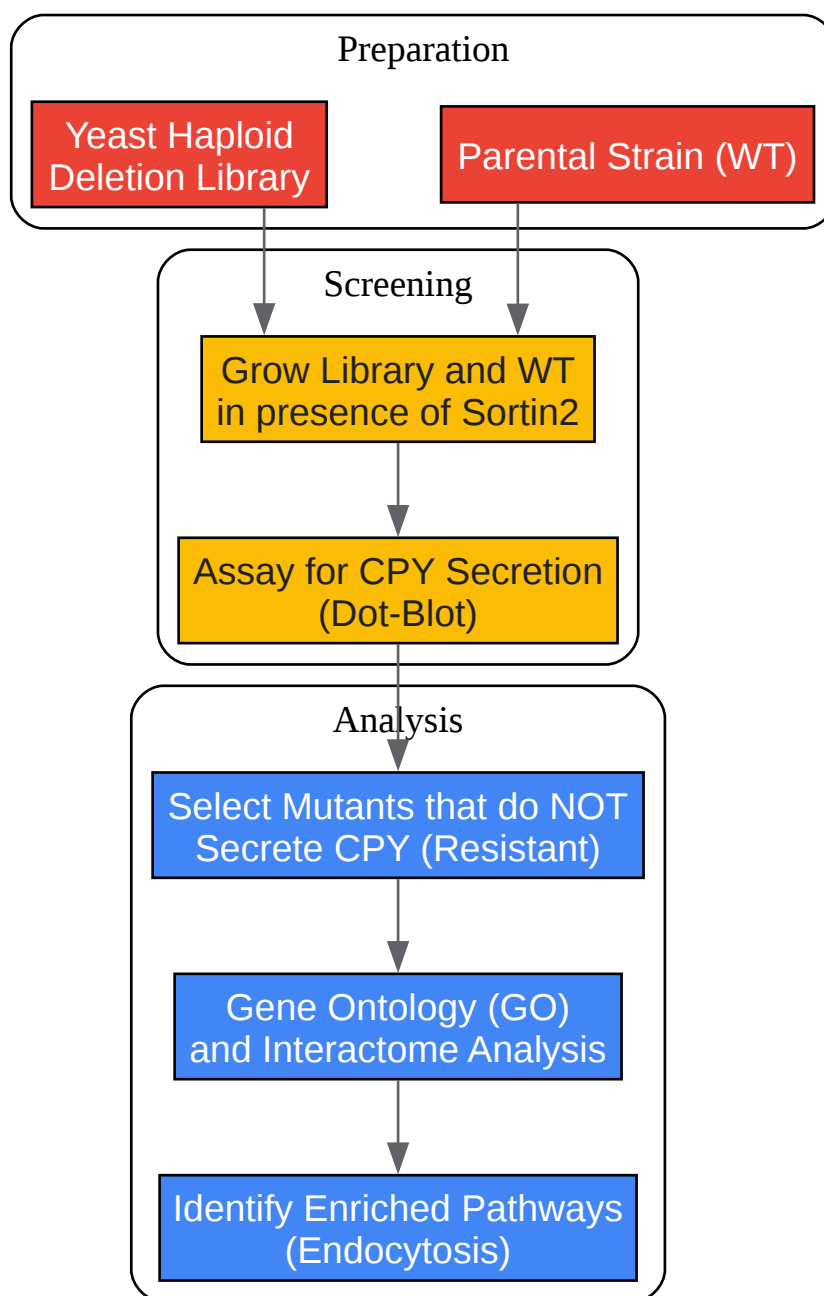 Preparation
Yeast Haploid
Deletion Library
Parental Strain (WT)
Screening
Grow Library and WT
in presence of Sortin2
Assay for CPY Secretion
(Dot-Blot)
Analysis
Select Mutants that do NOT
Secrete CPY (Resistant)
Gene Ontology (GO)
and Interactome Analysis
Identify Enriched Pathways
(Endocytosis)